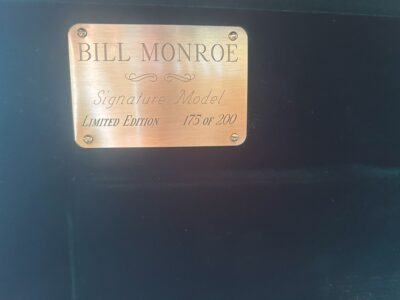 BILL MONROE
Signature Model
LIMITED EDITION 175 OF 200